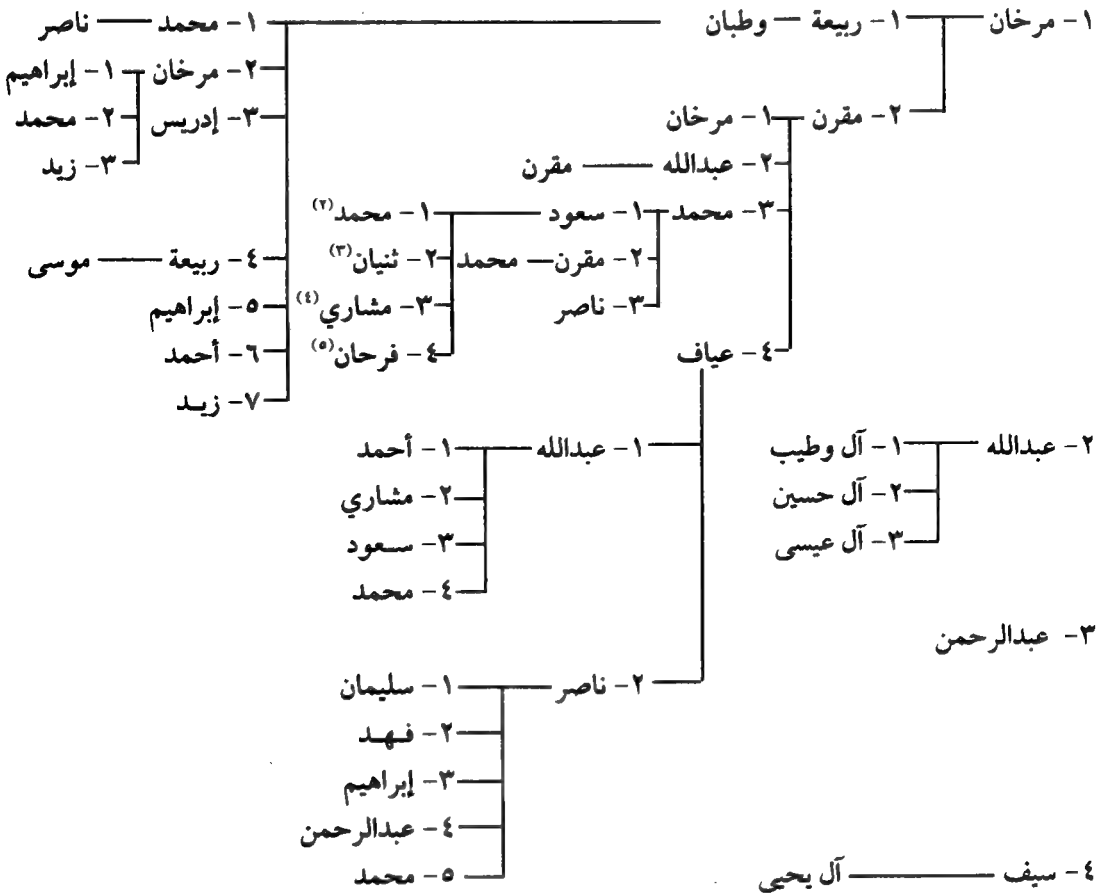 ١- مرخان ١- ربيعة وطبان ١- محمد ناصر
٢- مرخان ١- إبراهيم
٢- مقرن ١- مرخان ٣- إدريس ٢- محمد
٢- عبدالله مقرن ٣- زيد
٣- محمد ١- سعود ١- محمد(٢)
٢- مقرن محمد ٢- ثنيان(٣) ٤- ربيعة موسى
٣- ناصر ٣- مشاري(٤) ٥- إبراهيم
٤- عياف ٤- فرحان(٥) ٦- أحمد
٧- زيد
٢- عبدالله ١- آل وطيب ١- عبدالله ١- أحمد
٢- آل حسين ٢- مشاري
٣- آل عيسى ٣- سعود
٤- محمد
٣- عبدالرحمن
٢- ناصر ١- سليمان
٢- فهد
٣- إبراهيم
٤- عبدالرحمن
٤- سيف آل يحيى ٥- محمد